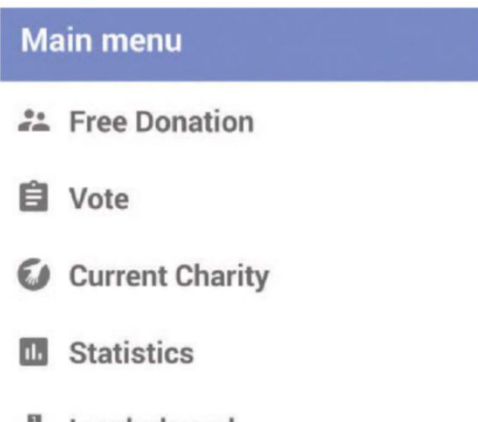 Main menu
Free Donation
Vote
Current Charity
Statistics